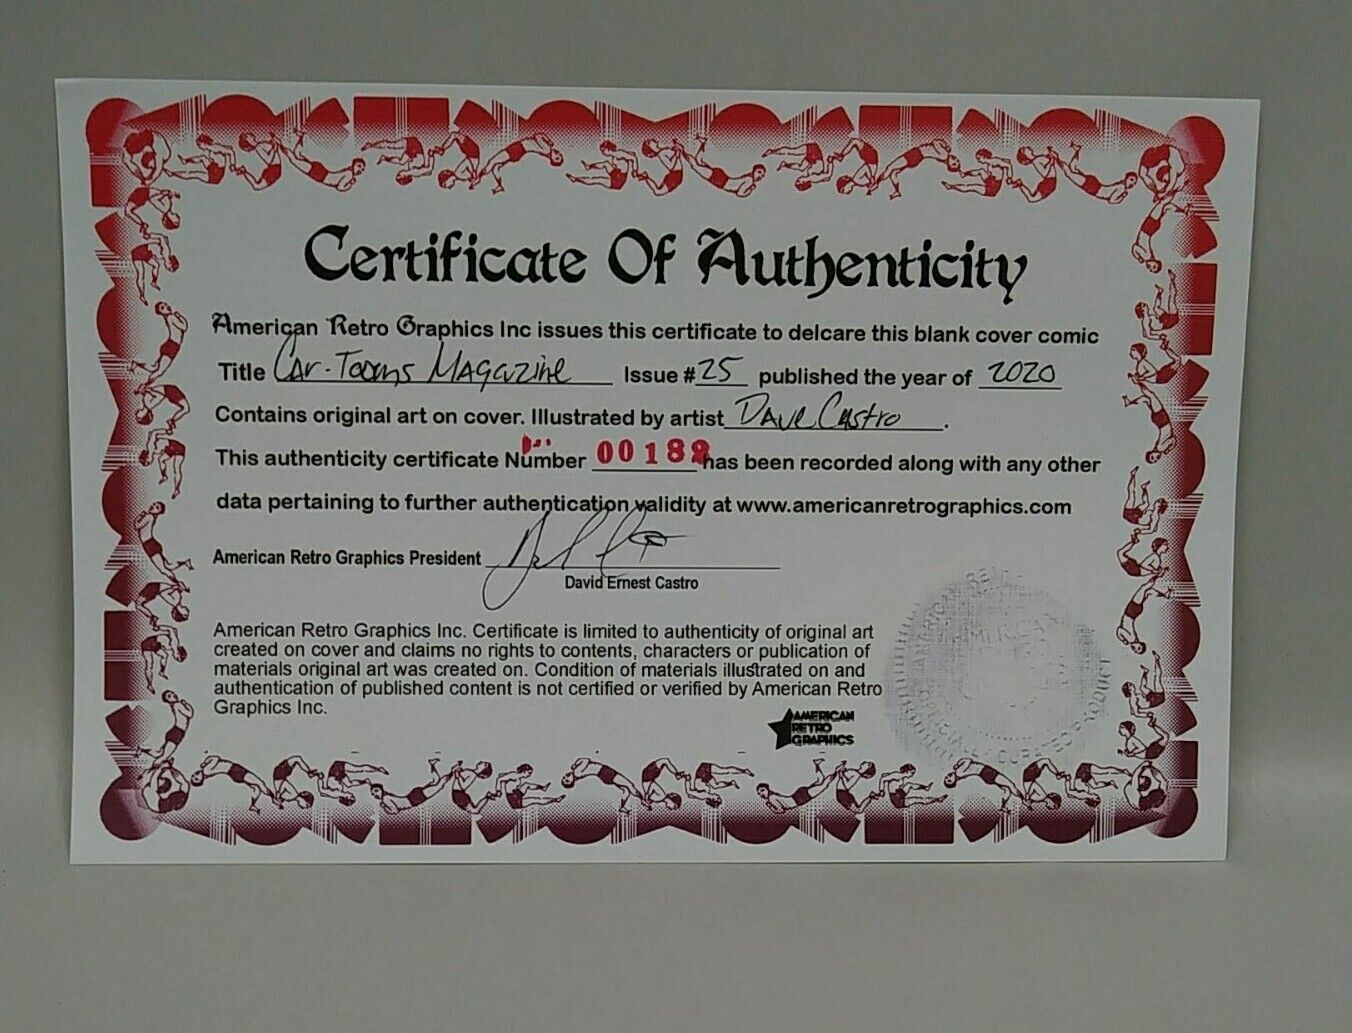 Certificate Of Authenticity
American Retro Graphics Inc issues this certificate to delcare this blank cover comic
Title Car-Toons Magazine Issue # 25 published the year of 2020
Contains original art on cover. Illustrated by artist Dave Castro.
This authenticity certificate Number 00188 has been recorded along with any other
data pertaining to further authentication validity at www.americanretrographics.com
American Retro Graphics President
David Ernest Castro
American Retro Graphics Inc. Certificate is limited to authenticity of original art
created on cover and claims no rights to contents, characters or publication of
materials original art was created on. Condition of materials illustrated on and
authentication of published content is not certified or verified by American Retro
Graphics Inc.
AMERICAN
RETRO
GRAPHICS